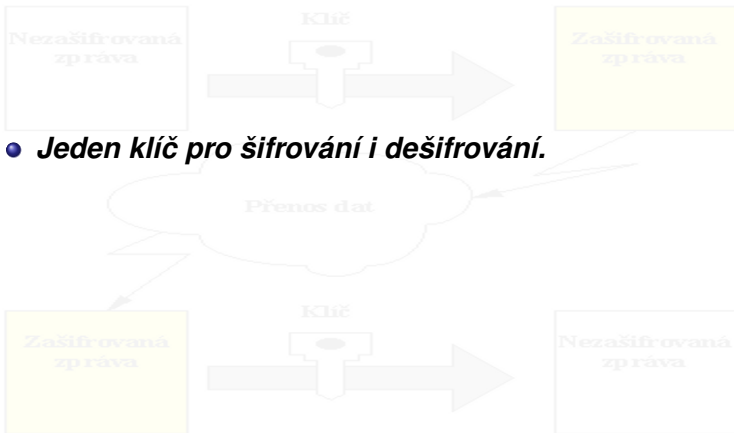 Klíč
Nezašifrovaná
zpráva
Zašifrovaná
zpráva
Jeden klíč pro šifrování i dešifrování.
Přenos dat
Klíč
Zašifrovaná
zpráva
Nezašifrovaná
zpráva